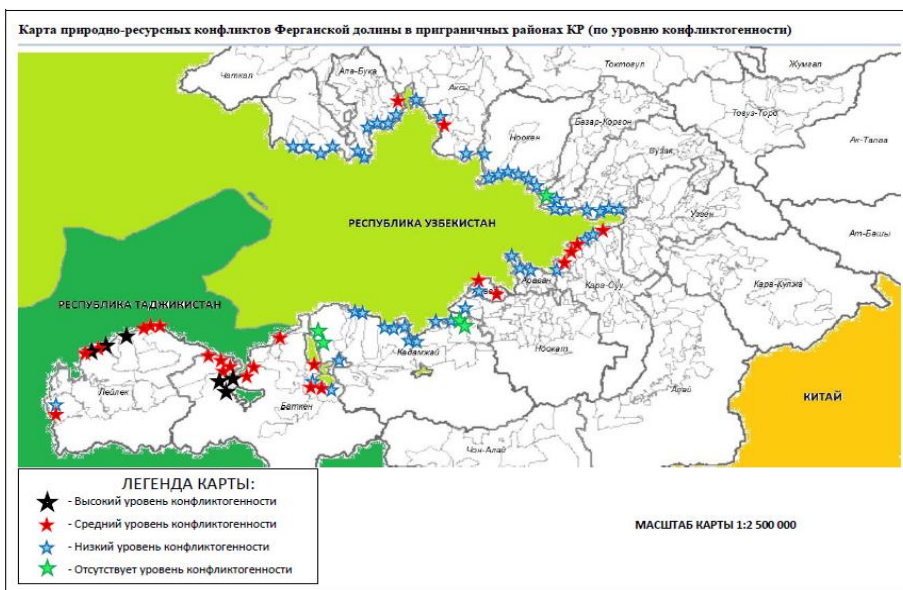 Карта природно-ресурсных конфликтов Ферганской долины в приграничных районах КР (по уровню конфликтогенности)
Токтогул
Жумгал
Чаткал
Ала-Бука
Аксы
Базар-Коргон
Тогуз-Торо
Ноокен
Ак-Талаа
Сузак
РЕСПУБЛИКА УЗБЕКИСТАН
Узген
Ат-Башы
Араван
Кара-Суу
Кара-Кулжа
РЕСПУБЛИКА ТАДЖИКИСТАН
Ноокат
Кадамжай
Лейлек
Алай
КИТАЙ
Баткен
Чон-Алай
ЛЕГЕНДА КАРТЫ:
- Высокий уровень конфликтогенности
- Средний уровень конфликтогенности
- Низкий уровень конфликтогенности
- Отсутствует уровень конфликтогенности
МАСШТАБ КАРТЫ 1:2 500 000